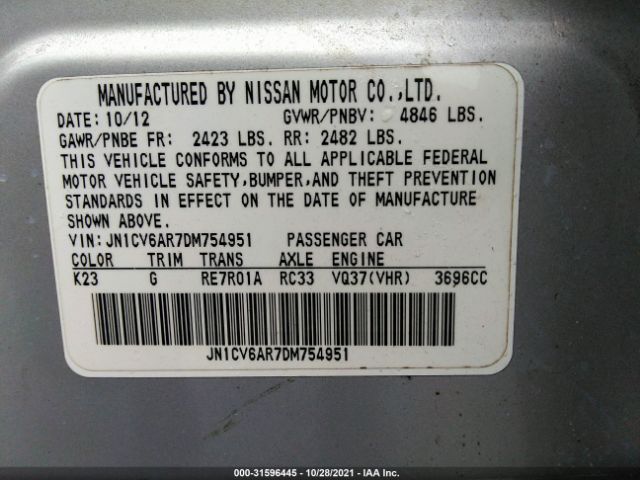 MANUFACTURED BY NISSAN MOTOR CO.,LTD.
DATE: 10/12 GVWR/PNBV: 4846 LBS.
GAWR/PNBE FR: 2423 LBS. RR: 2482 LBS.
THIS VEHICLE CONFORMS TO ALL APPLICABLE FEDERAL
MOTOR VEHICLE SAFETY,BUMPER,AND THEFT PREVENTION
STANDARDS IN EFFECT ON THE DATE OF MANUFACTURE
SHOWN ABOVE.
VIN:JN1CV6AR7DM754951 PASSENGER CAR
COLOR TRIM TRANS AXLE ENGINE
K23 G RE7R01A RC33 VQ37(VHR) 3696CC
JN1CV6AR7DM754951
000-31596445 - 10/28/2021 - IAA Inc.